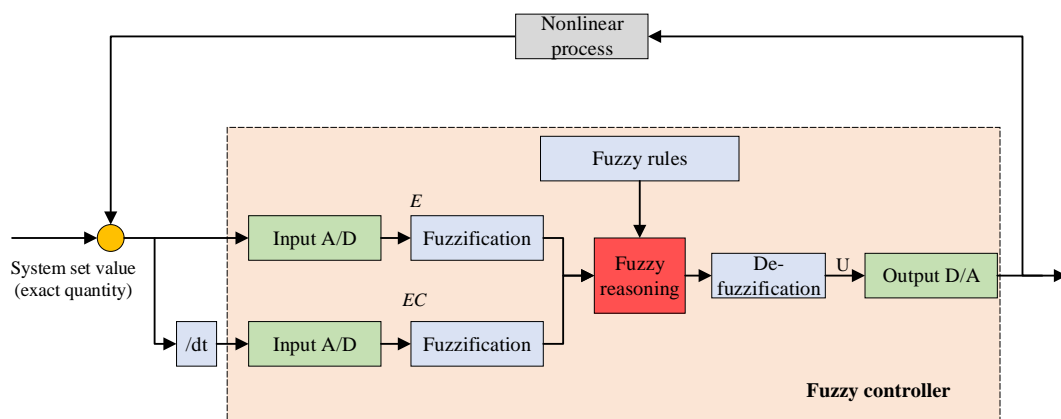 Nonlinear
process
Fuzzy rules
E
Input A/D
Fuzzification
System set value
(exact quantity)
Fuzzy
reasoning
De-
fuzzification
U
Output D/A
EC
/dt
Input A/D
Fuzzification
Fuzzy controller